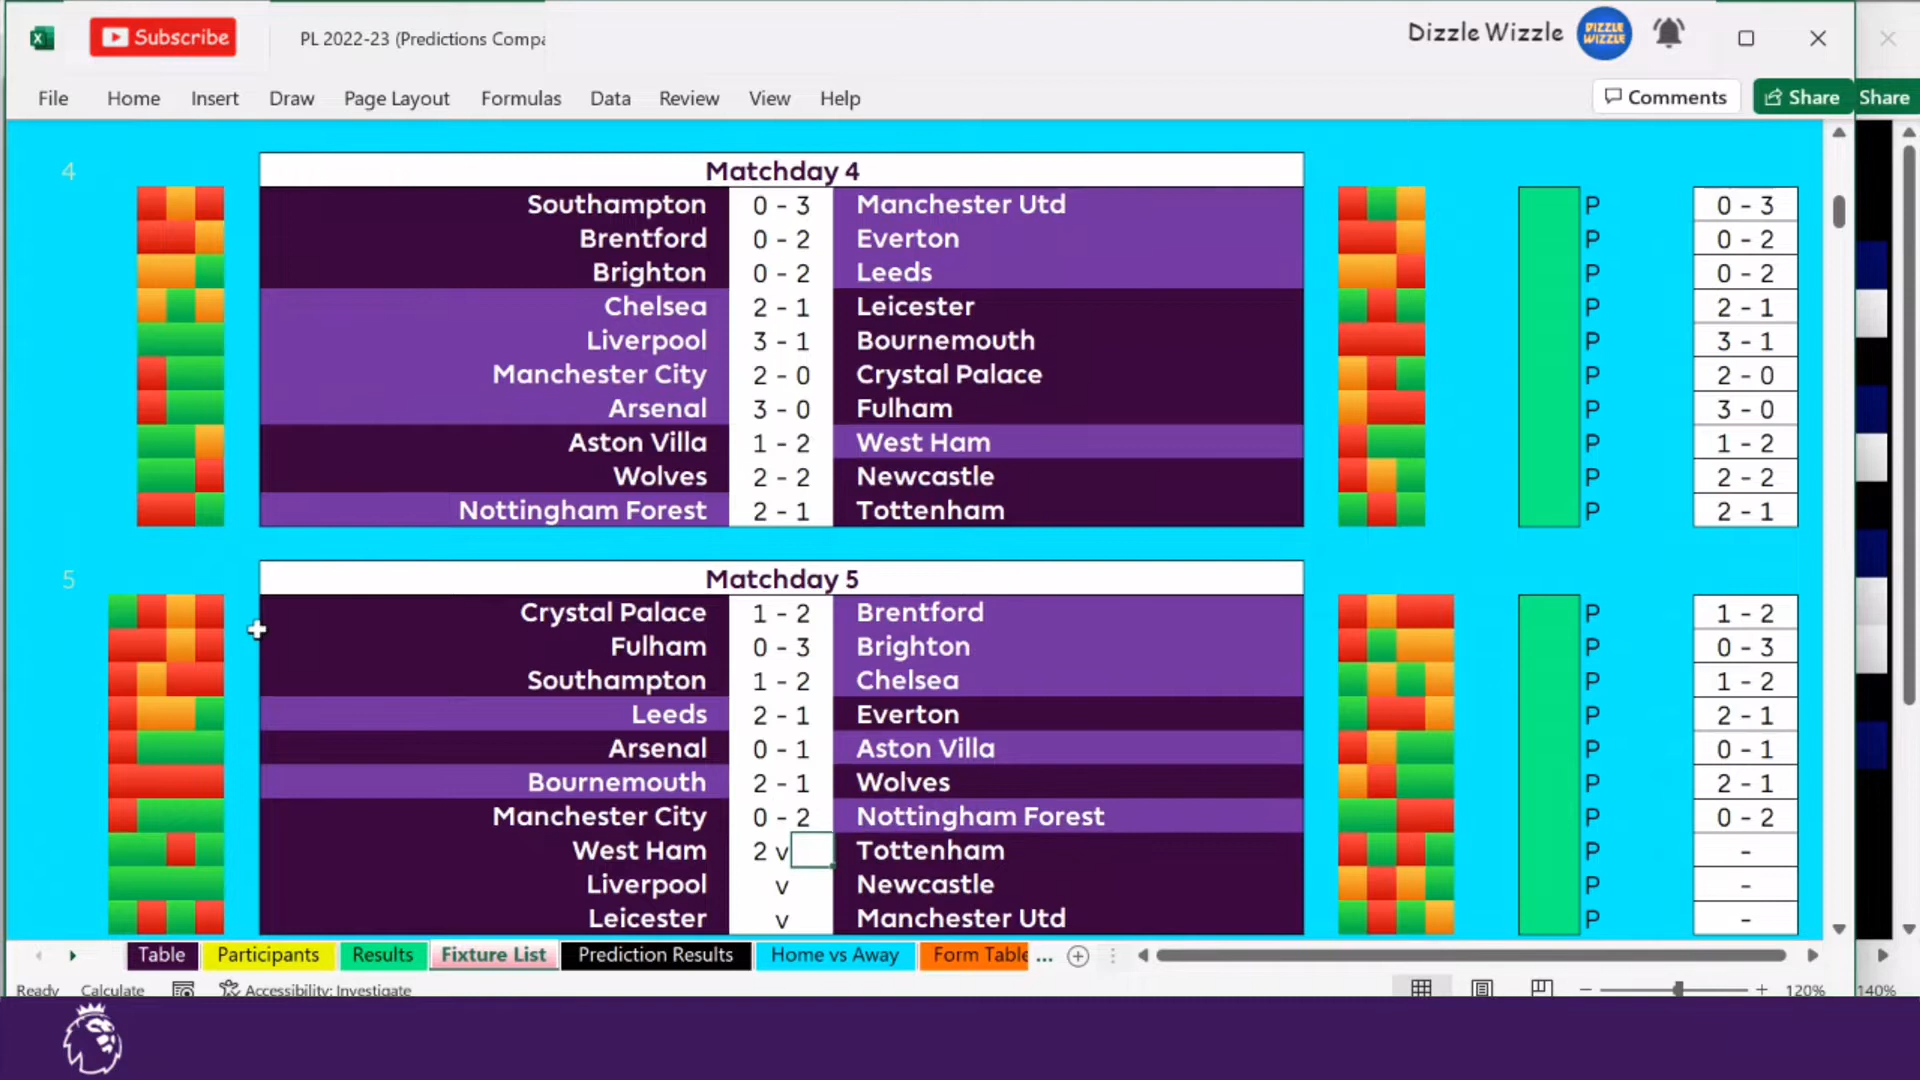 Subscribe
PL 2022-23 (Predictions Compa
Dizzle Wizzle
DIZZLE
WIZZLE
File Home Insert Draw Page Layout Formulas Data Review View Help
Comments Share Share
4 Matchday 4
Southampton 0 - 3 Manchester Utd P 0 - 3
Brentford 0 - 2 Everton P 0 - 2
Brighton 0 - 2 Leeds P 0 - 2
Chelsea 2 - 1 Leicester P 2 - 1
Liverpool 3 - 1 Bournemouth P 3 - 1
Manchester City 2 - 0 Crystal Palace P 2 - 0
Arsenal 3 - 0 Fulham P 3 - 0
Aston Villa 1 - 2 West Ham P 1 - 2
Wolves 2 - 2 Newcastle P 2 - 2
Nottingham Forest 2 - 1 Tottenham P 2 - 1
5 Matchday 5
Crystal Palace 1 - 2 Brentford P 1 - 2
Fulham 0 - 3 Brighton P 0 - 3
Southampton 1 - 2 Chelsea P 1 - 2
Leeds 2 - 1 Everton P 2 - 1
Arsenal 0 - 1 Aston Villa P 0 - 1
Bournemouth 2 - 1 Wolves P 2 - 1
Manchester City 0 - 2 Nottingham Forest P 0 - 2
West Ham 2 v Tottenham P -
Liverpool v Newcastle P -
Leicester v Manchester Utd P -
Table Participants Results Fixture List Prediction Results Home vs Away Form Table ...
Ready Calculate Accessibility: Investigate 120% 140%